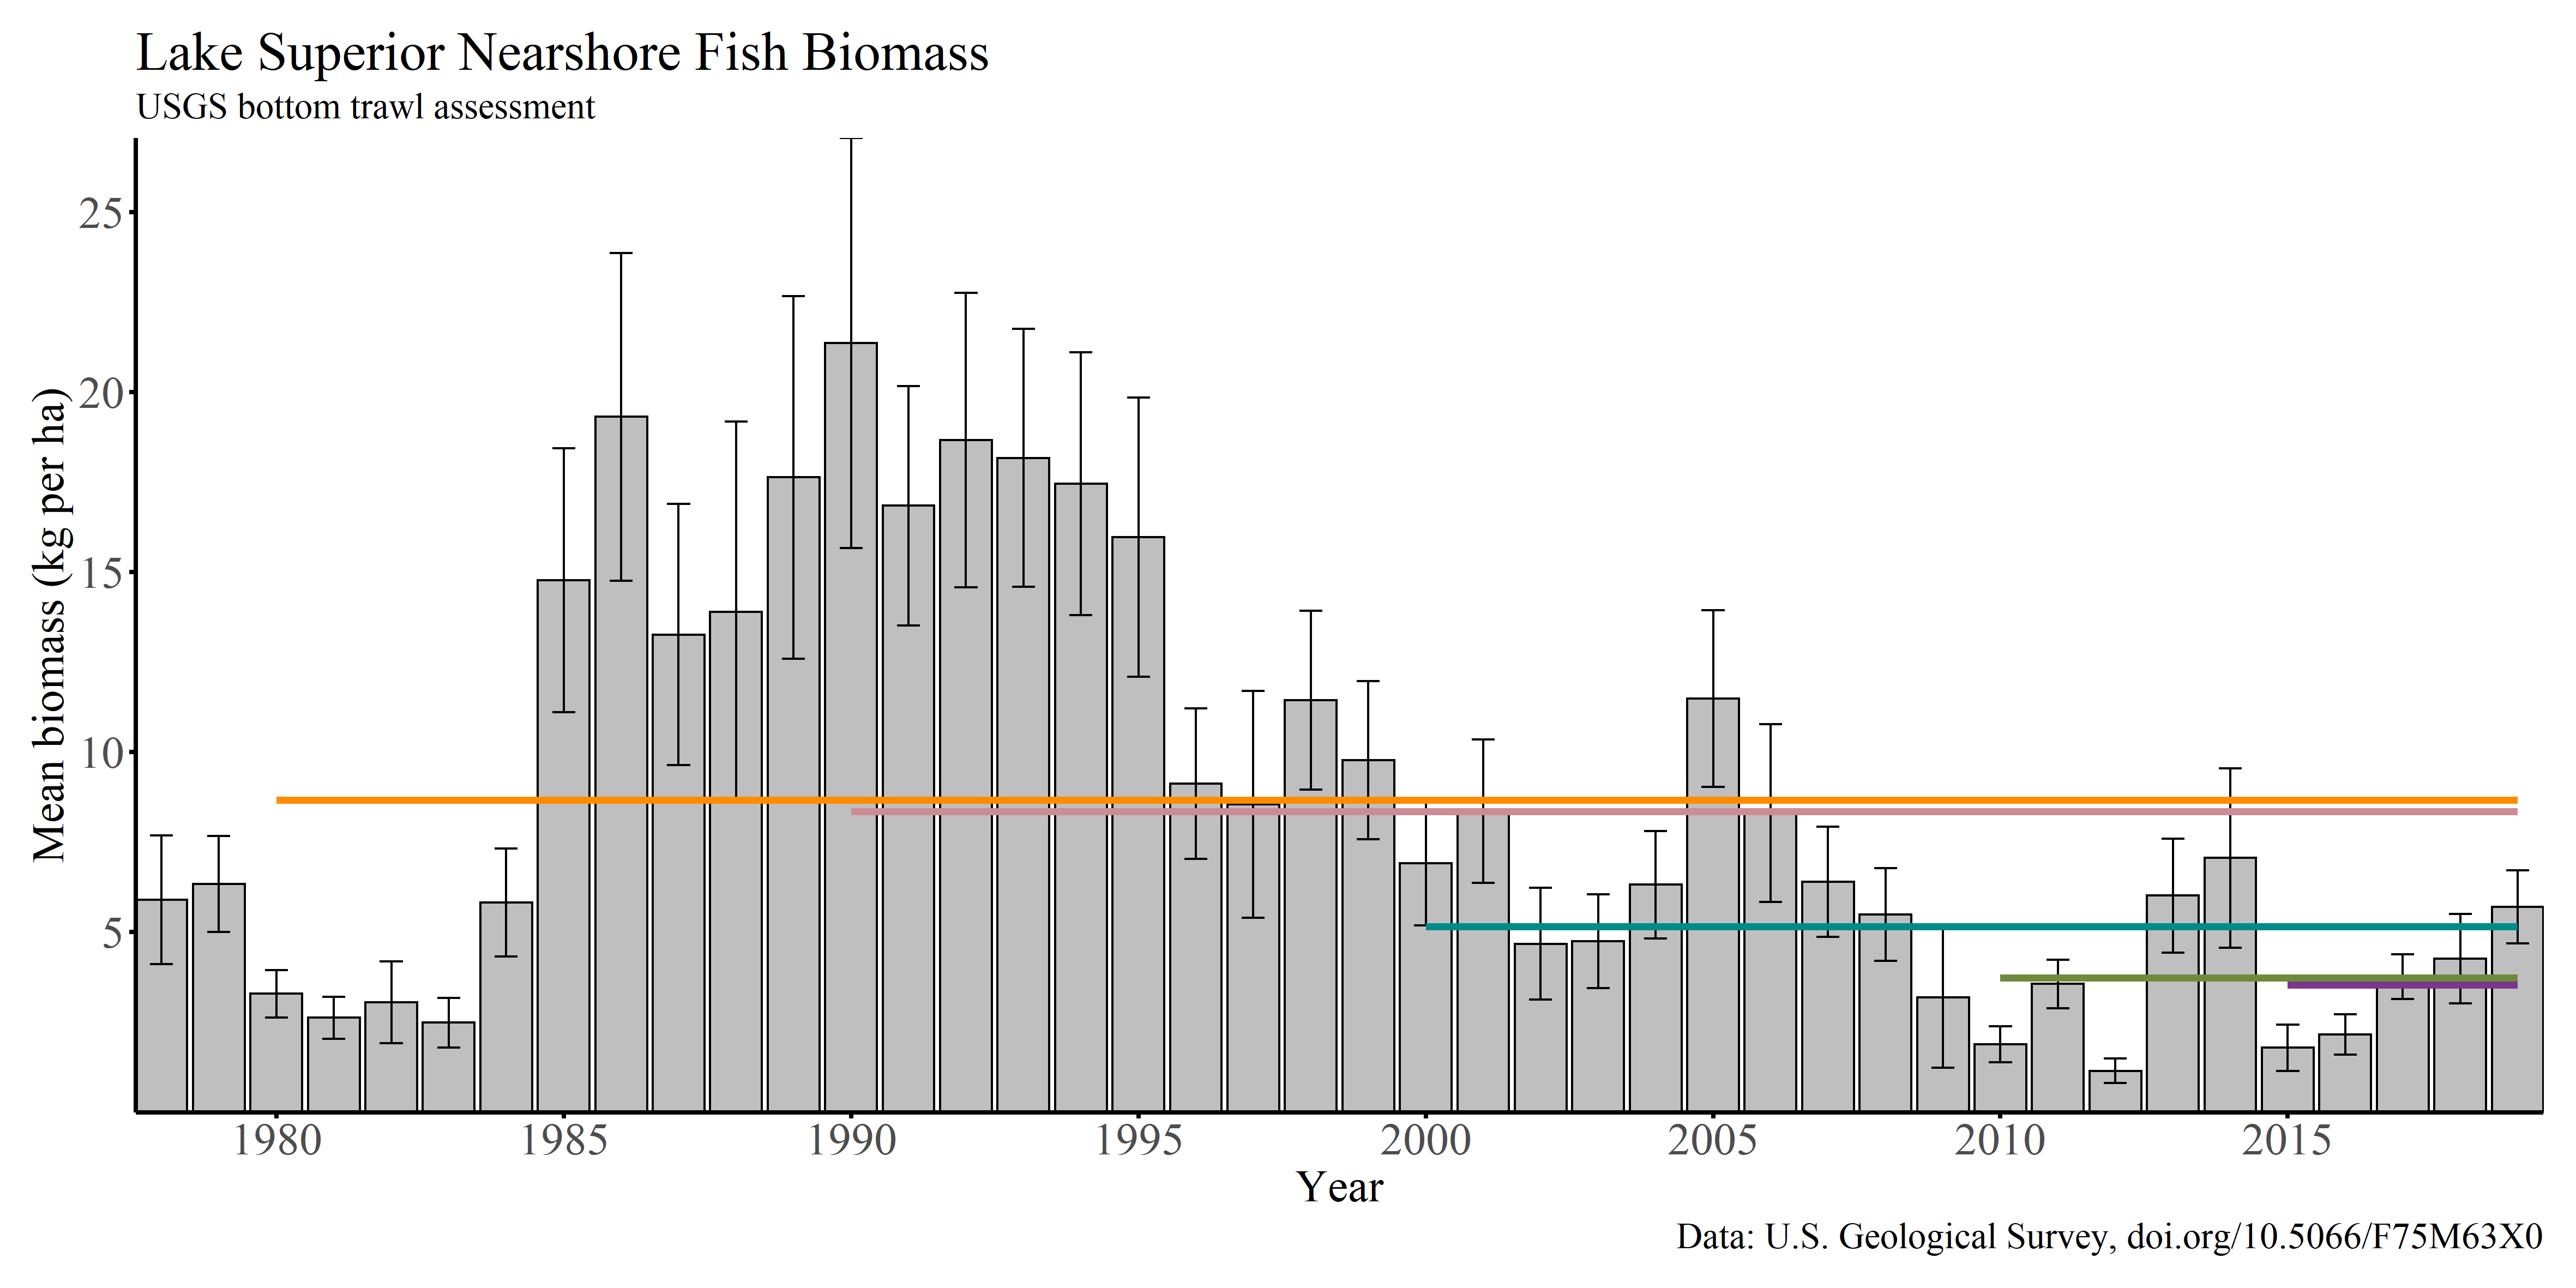 Lake Superior Nearshore Fish Biomass
USGS bottom trawl assessment
Mean biomass (kg per ha)
25
20
15
10
5
1980 1985 1990 1995 2000 2005 2010 2015
Year
Data: U.S. Geological Survey, doi.org/10.5066/F75M63X0